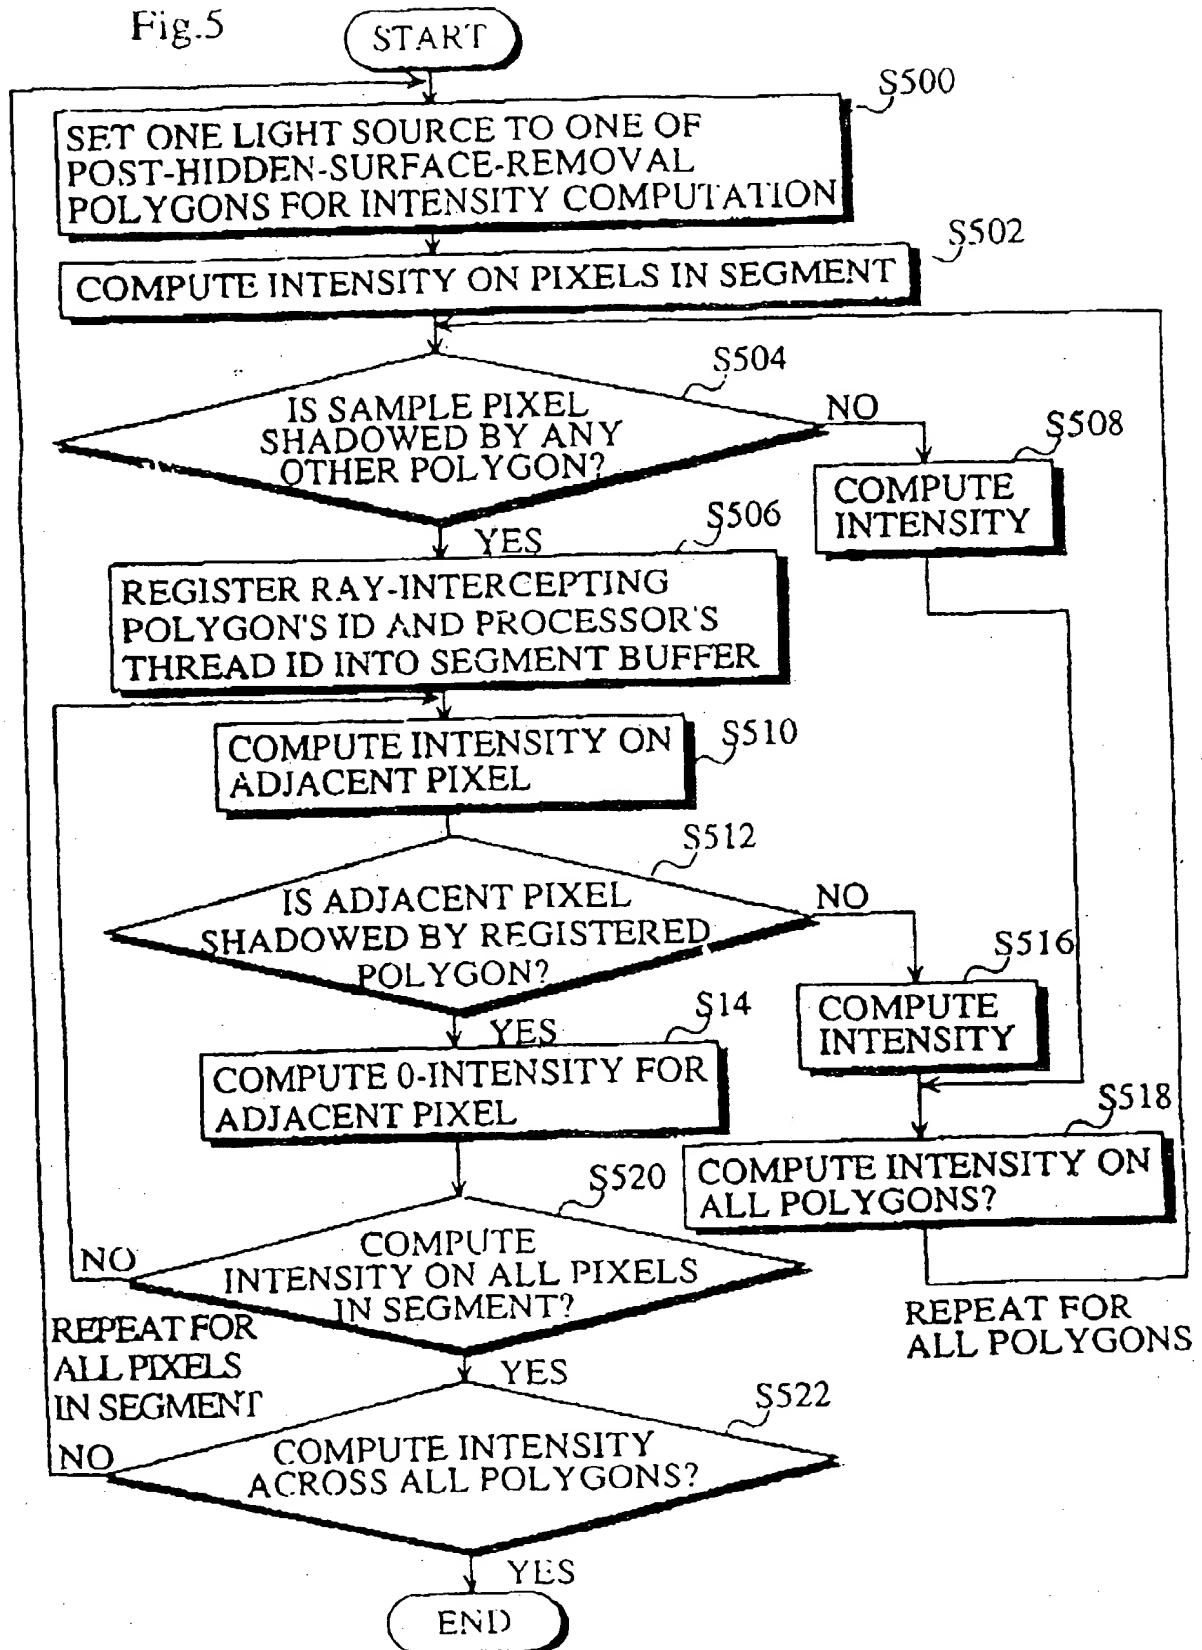 Fig.5
START
S500
SET ONE LIGHT SOURCE TO ONE OF
POST-HIDDEN-SURFACE-REMOVAL
POLYGONS FOR INTENSITY COMPUTATION
S502
COMPUTE INTENSITY ON PIXELS IN SEGMENT
S504
IS SAMPLE PIXEL
SHADOWED BY ANY
OTHER POLYGON?
NO
S508
COMPUTE
INTENSITY
YES
S506
REGISTER RAY-INTERCEPTING
POLYGON'S ID AND PROCESSOR'S
THREAD ID INTO SEGMENT BUFFER
S510
COMPUTE INTENSITY ON
ADJACENT PIXEL
S512
IS ADJACENT PIXEL
SHADOWED BY REGISTERED
POLYGON?
NO
S516
COMPUTE
INTENSITY
YES
S14
COMPUTE 0-INTENSITY FOR
ADJACENT PIXEL
S518
COMPUTE INTENSITY ON
ALL POLYGONS?
S520
COMPUTE
INTENSITY ON ALL PIXELS
IN SEGMENT?
NO
REPEAT FOR
ALL PIXELS
IN SEGMENT
REPEAT FOR
ALL POLYGONS
YES
S522
COMPUTE INTENSITY
ACROSS ALL POLYGONS?
NO
YES
END